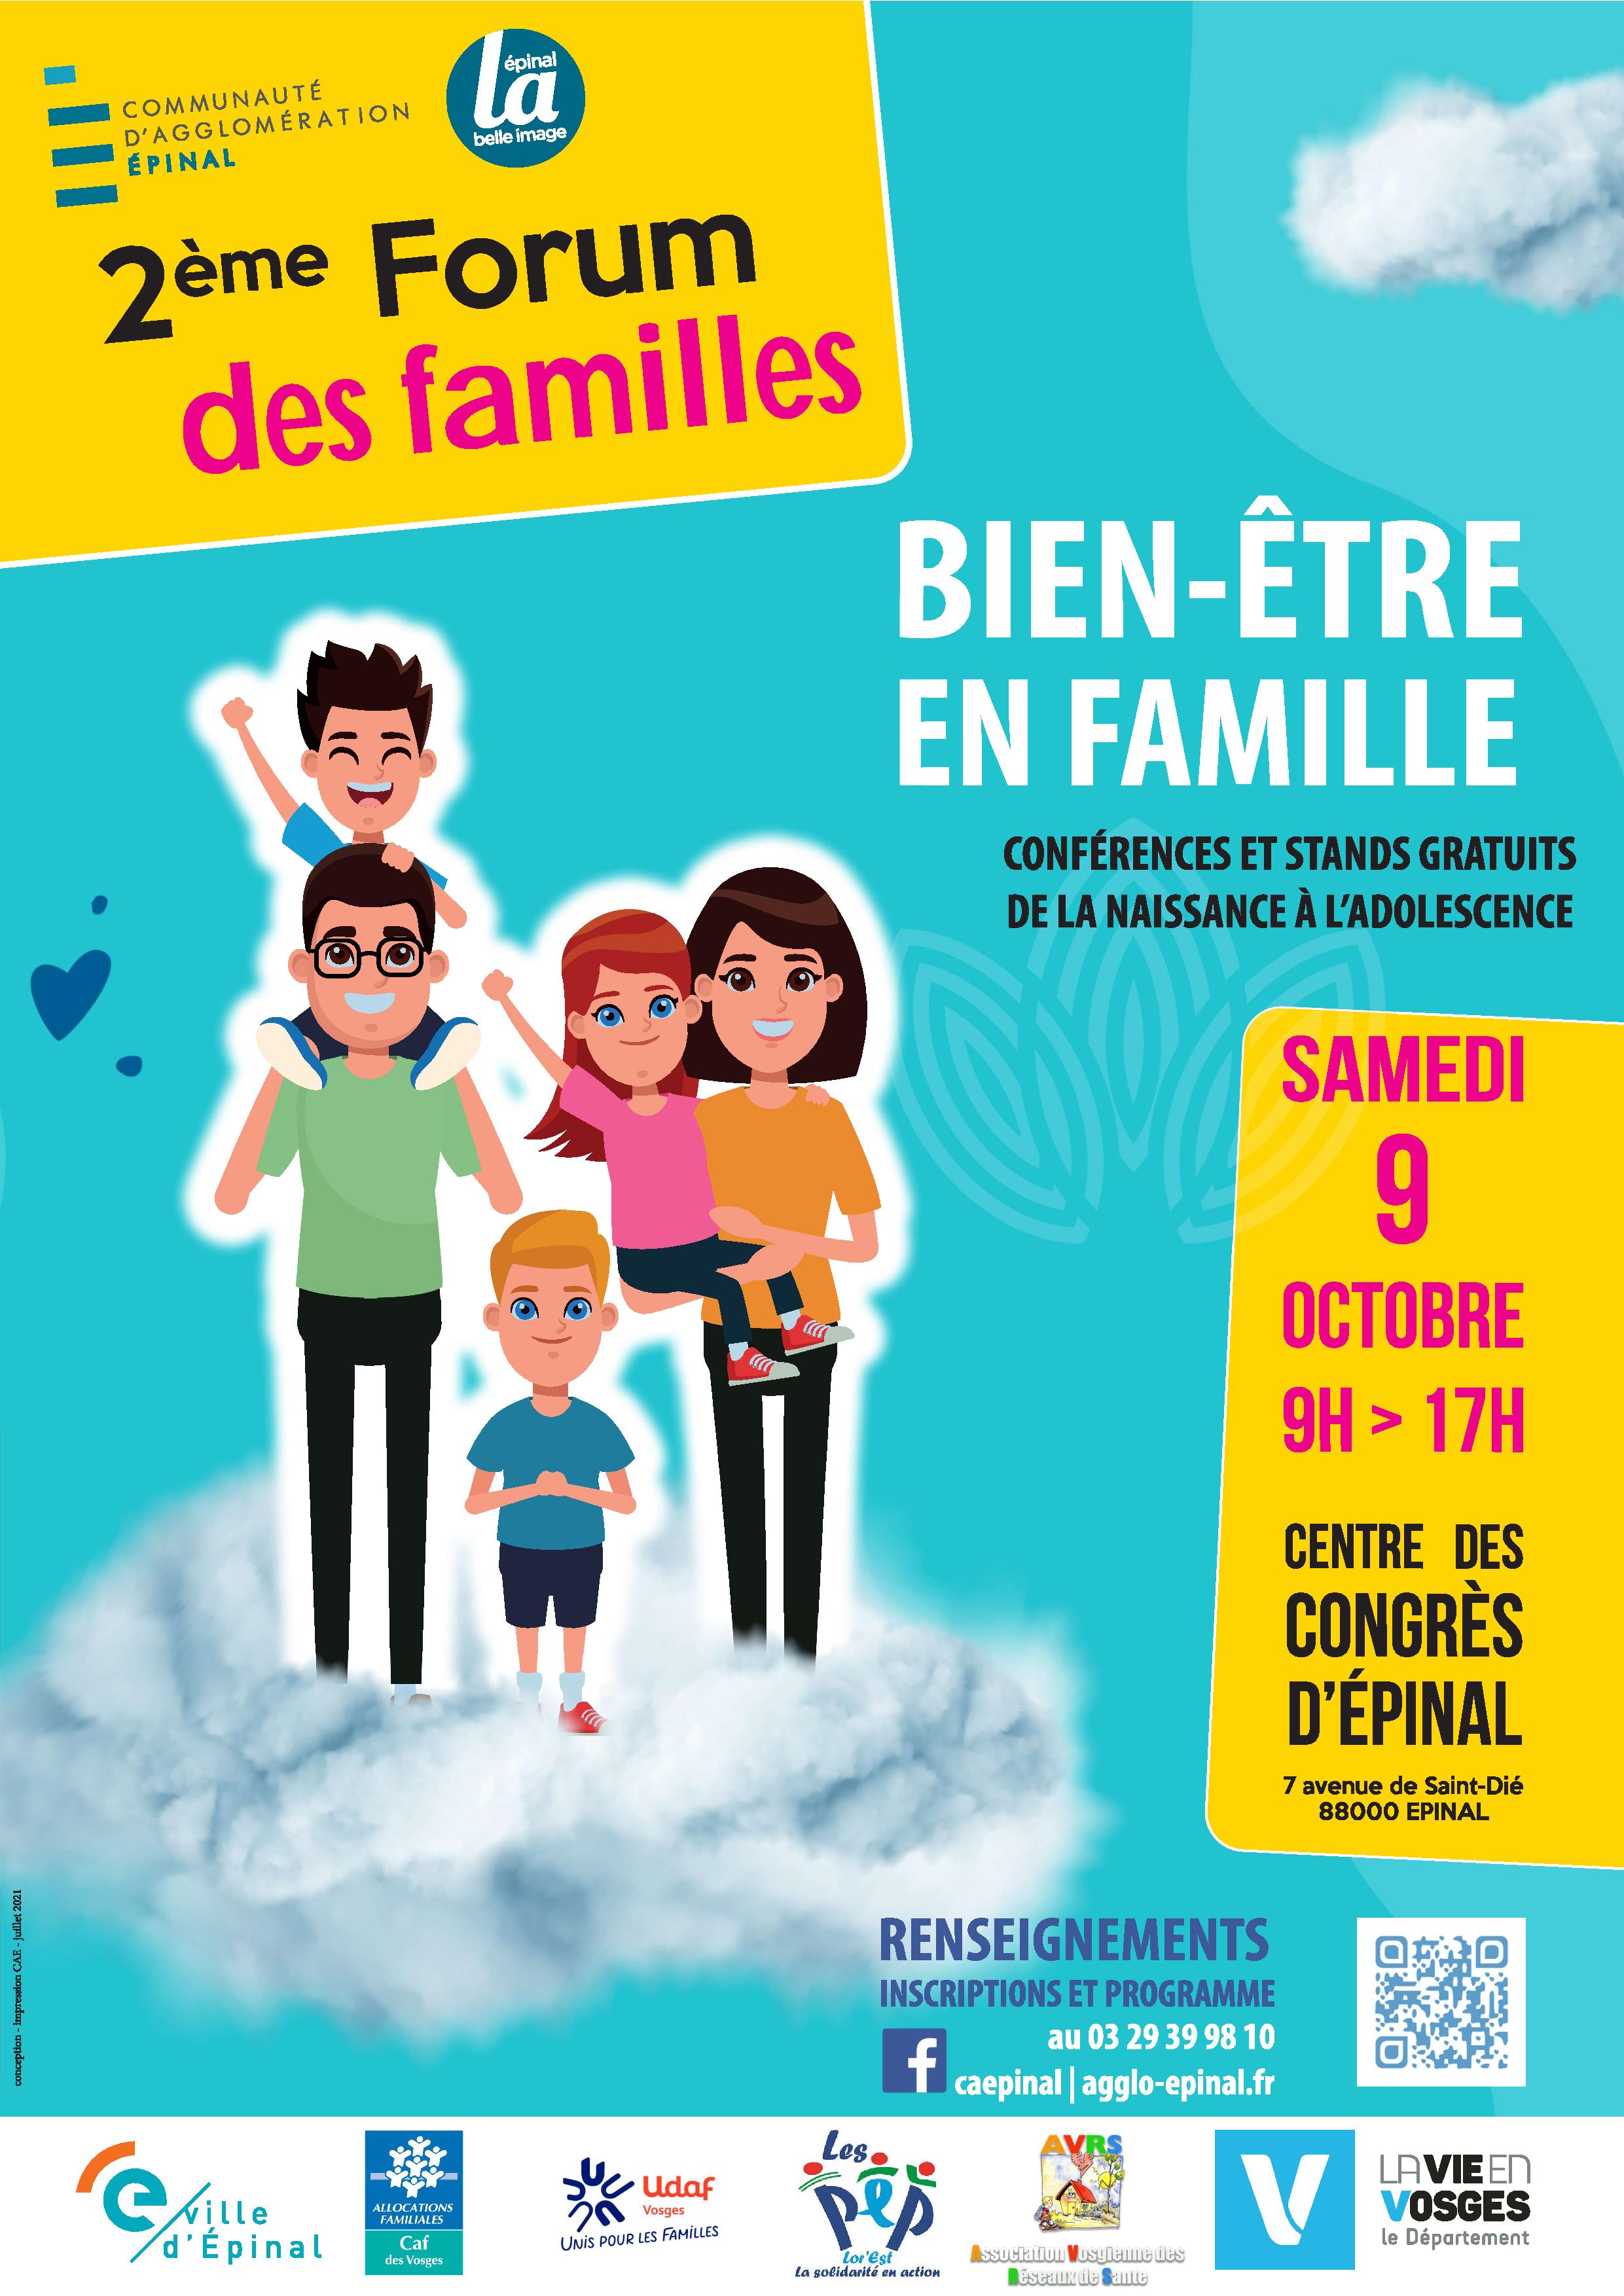 COMMUNAUTÉ
D'AGGLOMÉRATION
ÉPINAL
épinal
la
belle image
2ème Forum
des familles
BIEN-ÊTRE
EN FAMILLE
CONFÉRENCES ET STANDS GRATUITS
DE LA NAISSANCE À L'ADOLESCENCE
SAMEDI
9
OCTOBRE
9H > 17H
CENTRE DES
CONGRÈS
D'ÉPINAL
7 avenue de Saint-Dié
88000 EPINAL
conception - impression CAE - juillet 2021
RENSEIGNEMENTS
INSCRIPTIONS ET PROGRAMME
au 03 29 39 98 10
f caepinal | agglo-epinal.fr
e ville
d'Épinal
ALLOCATIONS
FAMILIALES
Caf
des Vosges
Udaf
Vosges
UNIS POUR LES FAMILLES
Les
pep
Lor'Est
La solidarité en action
AVRS
Association Vosgienne des
Réseaux de Sante
V
LA VIE EN
VOSGES
le Département